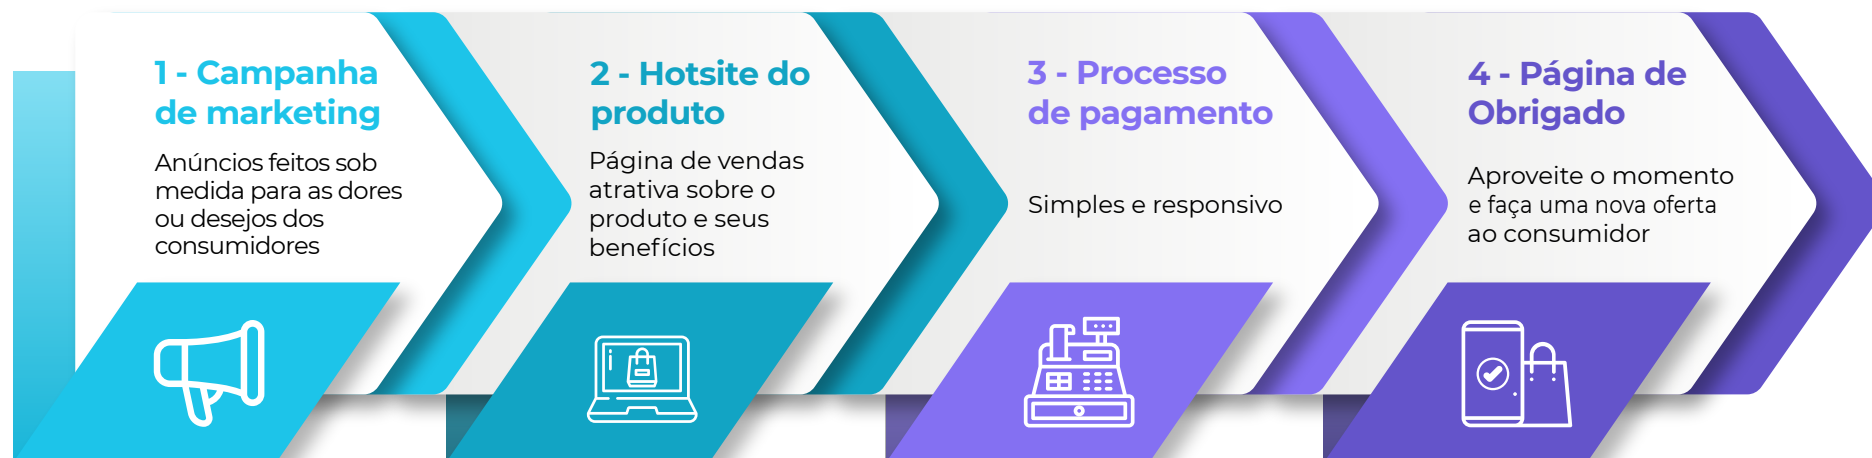 1 - Campanha
de marketing
Anúncios feitos sob
medida para as dores
ou desejos dos
consumidores
2 - Hotsite do
produto
Página de vendas
atrativa sobre o
produto e seus
benefícios
3 - Processo
de pagamento
Simples e responsivo
4 - Página de
Obrigado
Aproveite o momento
e faça uma nova oferta
ao consumidor